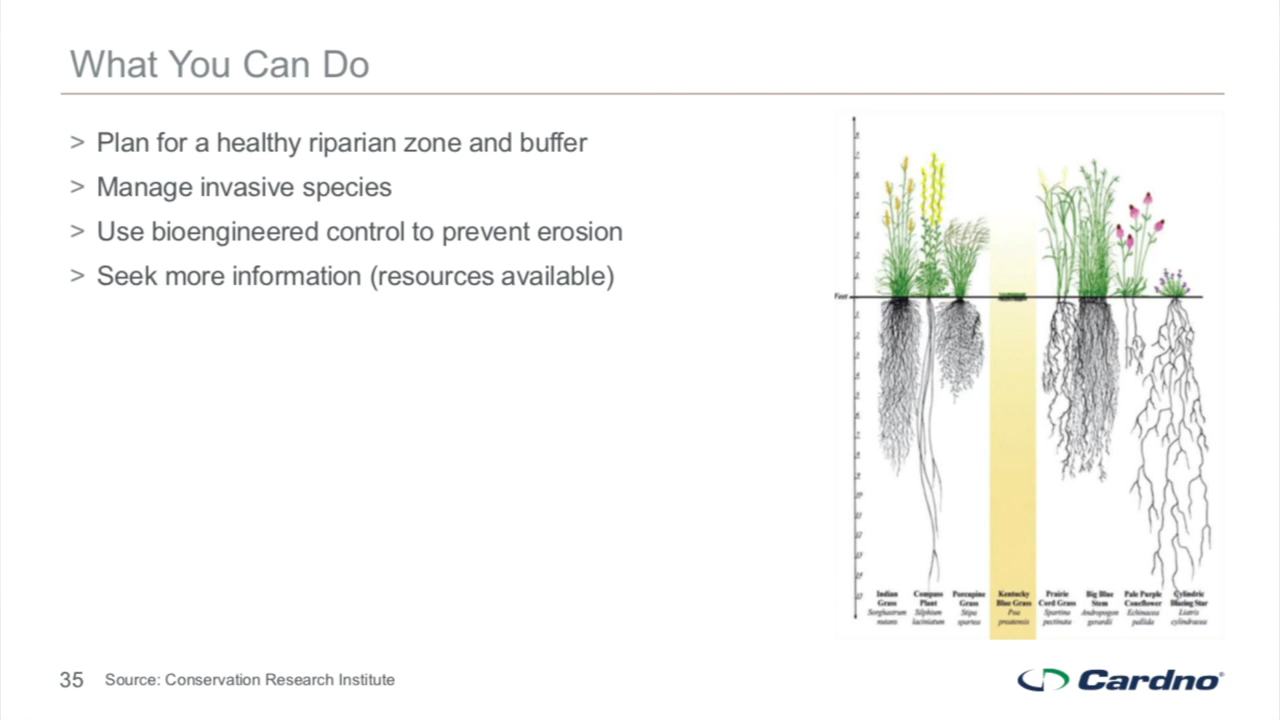 What You Can Do
> Plan for a healthy riparian zone and buffer
> Manage invasive species
> Use bioengineered control to prevent erosion
> Seek more information (resources available)
Feet
Indian Grass Sorghastrum nutans
Compass Plant Silphium laciniatum
Porcupine Grass Stipa spartea
Kentucky Blue Grass Poa pratensis
Prairie Cord Grass Spartina pectinata
Big Blue Stem Andropogon gerardii
Pale Purple Coneflower Echinacea pallida
Cylindric Blazing Star Liatris cylindracea
35 Source: Conservation Research Institute
Cardno®